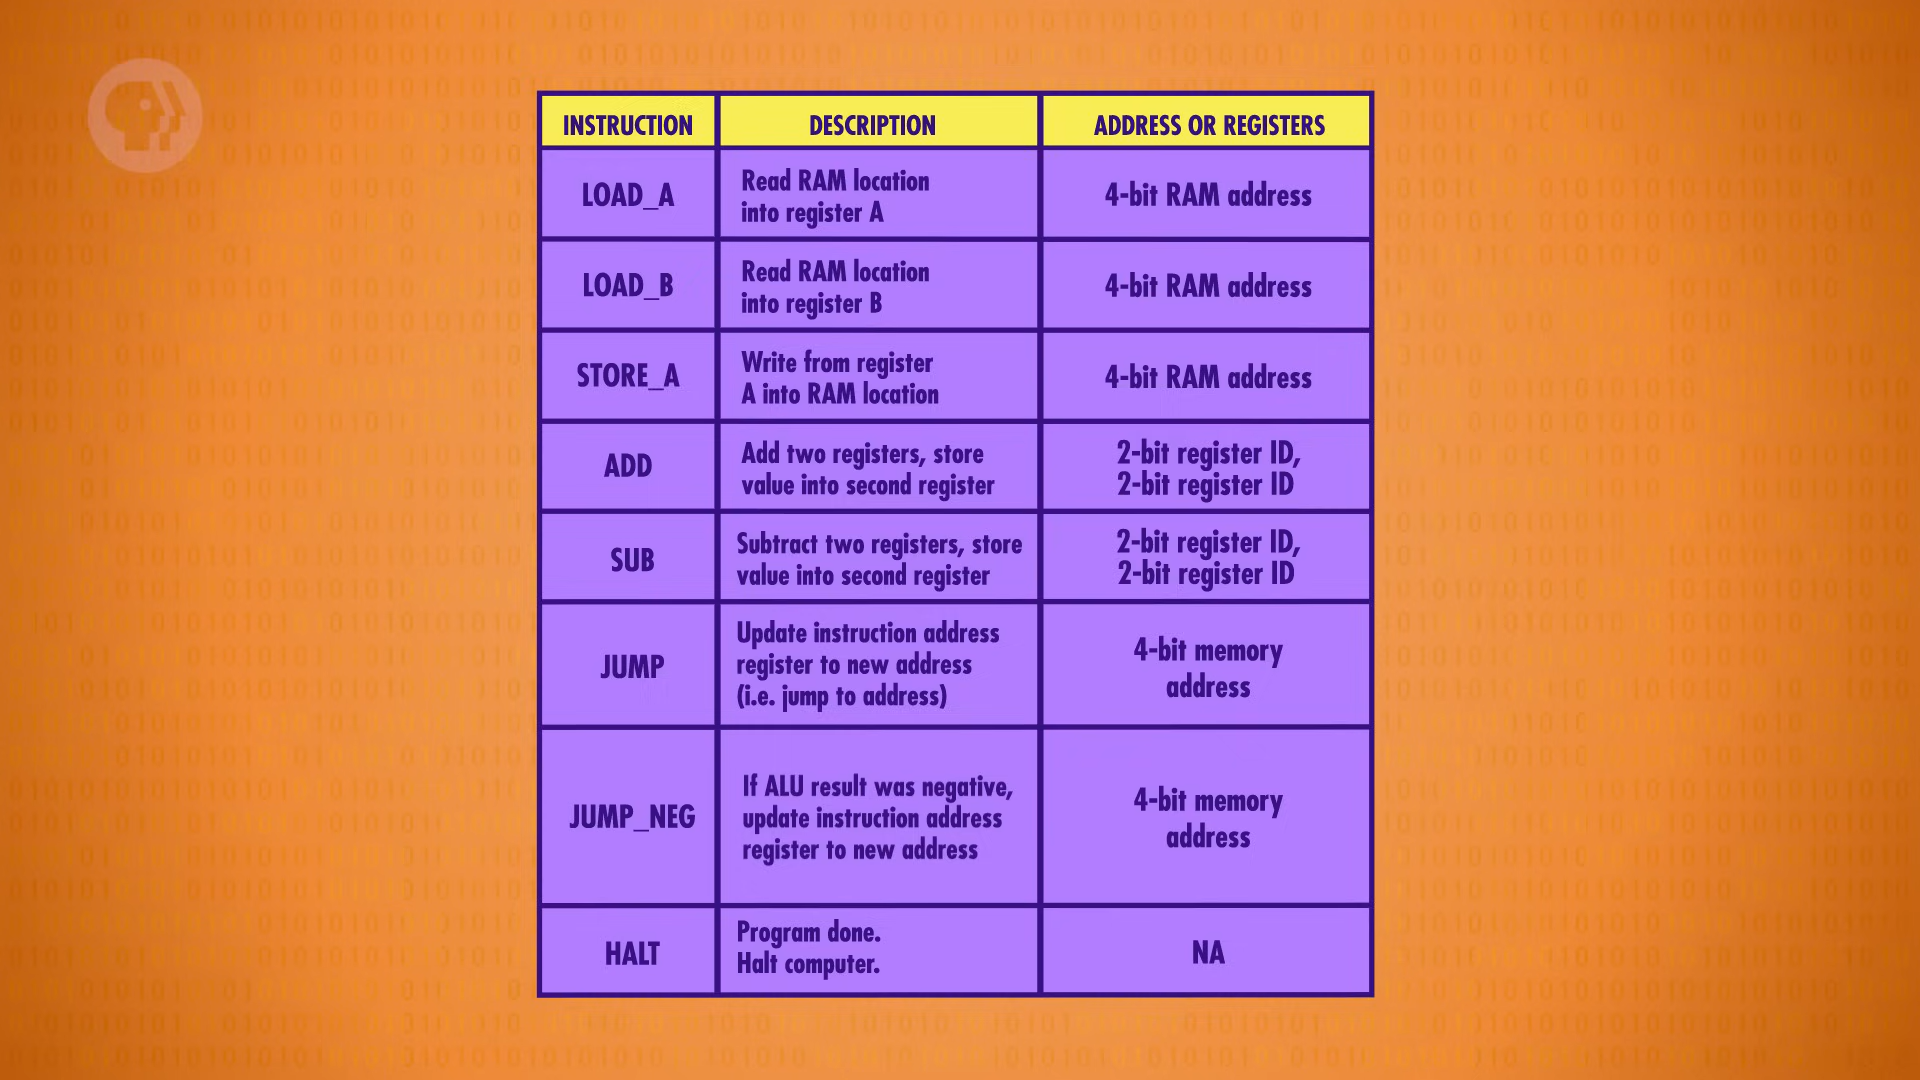 INSTRUCTION DESCRIPTION ADDRESS OR REGISTERS
LOAD_A
Read RAM location
into register A
4-bit RAM address
LOAD_B
Read RAM location
into register B
4-bit RAM address
STORE_A
Write from register
A into RAM location
4-bit RAM address
ADD
Add two registers, store
value into second register
2-bit register ID,
2-bit register ID
SUB
Subtract two registers, store
value into second register
2-bit register ID,
2-bit register ID
JUMP
Update instruction address
register to new address
(i.e. jump to address)
4-bit memory
address
JUMP_NEG
If ALU result was negative,
update instruction address
register to new address
4-bit memory
address
HALT
Program done.
Halt computer.
NA